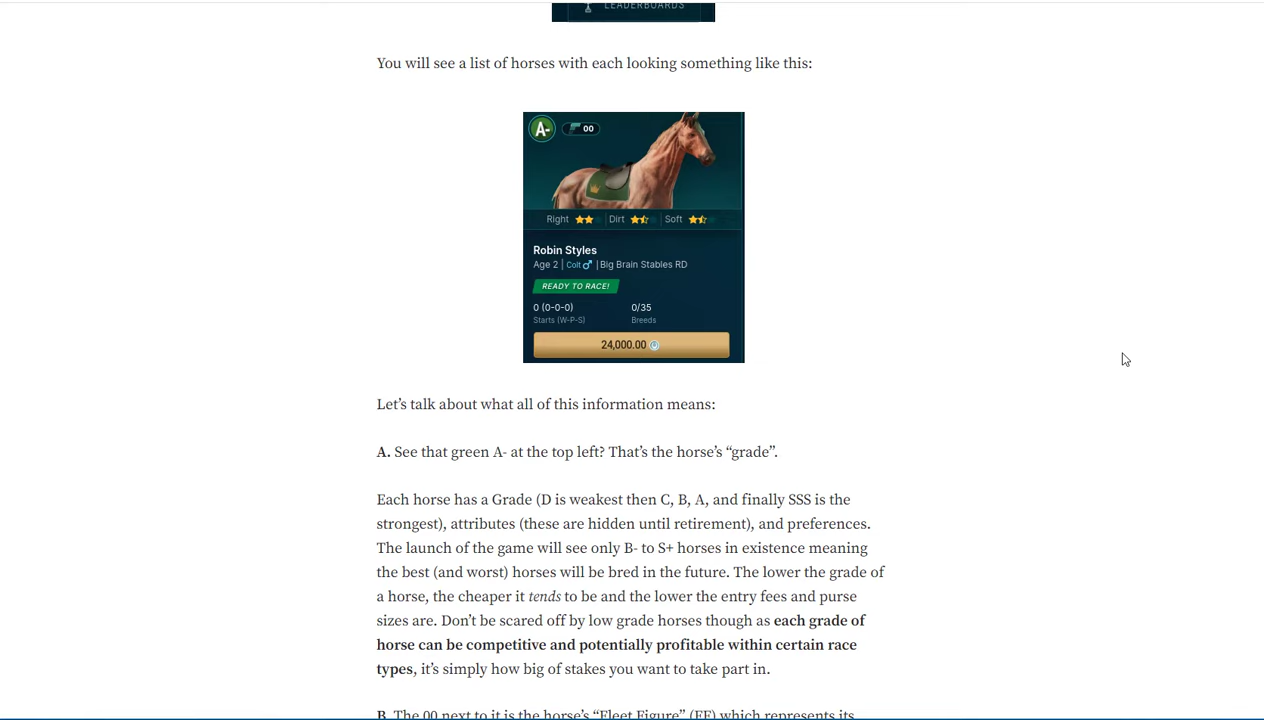 LEADERBOARDS
You will see a list of horses with each looking something like this:
A- 00
Right Dirt Soft
Robin Styles
Age 2 | Colt ♂ | Big Brain Stables RD
READY TO RACE!
0 (0-0-0) 0/35
Starts (W-P-S) Breeds
24,000.00
Let’s talk about what all of this information means:
A. See that green A- at the top left? That’s the horse’s “grade”.
Each horse has a Grade (D is weakest then C, B, A, and finally SSS is the
strongest), attributes (these are hidden until retirement), and preferences.
The launch of the game will see only B- to S+ horses in existence meaning
the best (and worst) horses will be bred in the future. The lower the grade of
a horse, the cheaper it tends to be and the lower the entry fees and purse
sizes are. Don’t be scared off by low grade horses though as each grade of
horse can be competitive and potentially profitable within certain race
types, it’s simply how big of stakes you want to take part in.
B. The 00 next to it is the horse’s “Fleet Figure” (FF) which represents its